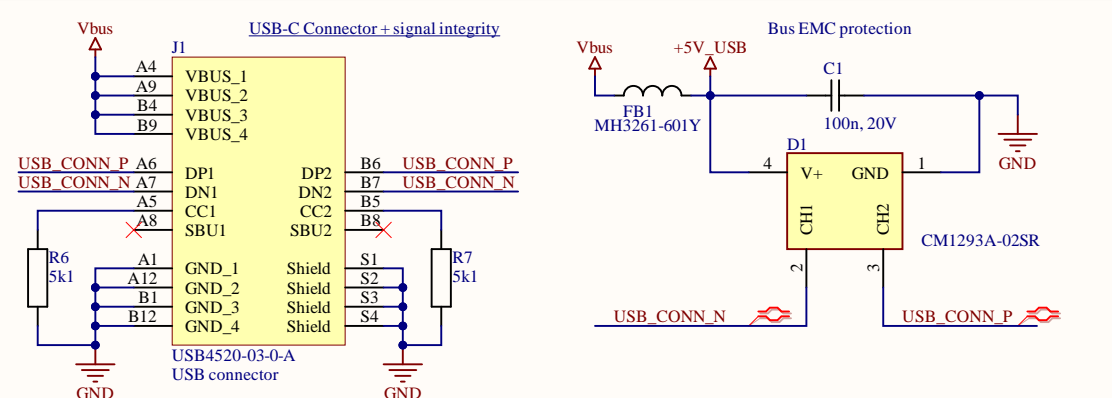 USB-C Connector + signal integrity
Vbus
J1
A4 VBUS_1
A9 VBUS_2
B4 VBUS_3
B9 VBUS_4
USB_CONN_P A6 DP1 DP2 B6 USB_CONN_P
USB_CONN_N A7 DN1 DN2 B7 USB_CONN_N
A5 CC1 CC2 B5
A8 SBU1 SBU2 B8
R6
5k1
R7
5k1
A1 GND_1 Shield S1
A12 GND_2 Shield S2
B1 GND_3 Shield S3
B12 GND_4 Shield S4
USB4520-03-0-A
USB connector
GND
GND
Bus EMC protection
Vbus
+5V_USB
C1
FB1
MH3261-601Y
100n, 20V
GND
D1
4 V+ GND 1
CH1 CH2
CM1293A-02SR
2 3
USB_CONN_N
USB_CONN_P